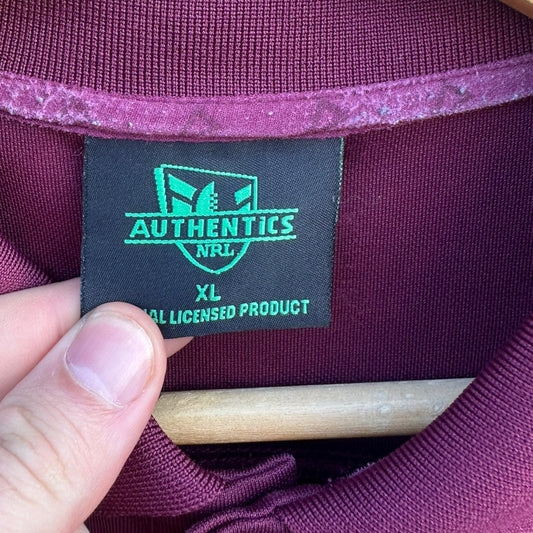 AUTHENTICS
NRL
XL
AL LICENSED PRODUCT